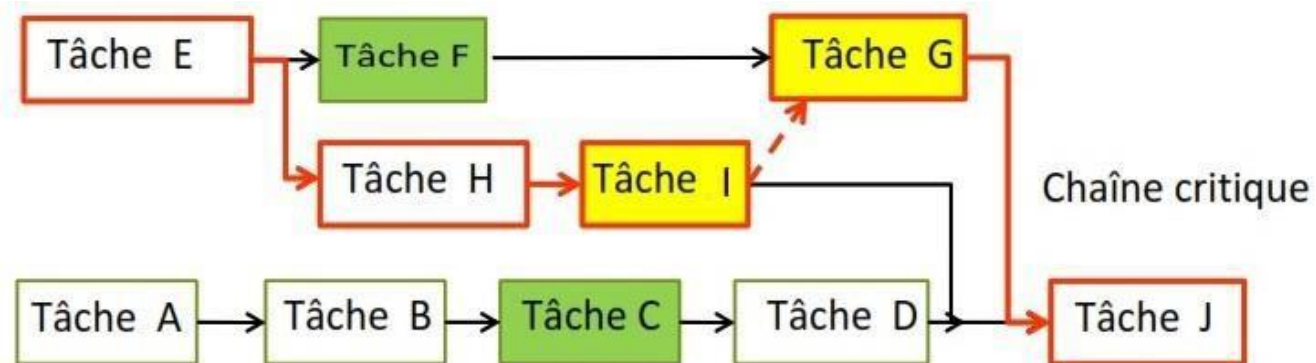 Tâche E
Tâche F
Tâche G
Tâche H
Tâche I
Chaîne critique
Tâche A
Tâche B
Tâche C
Tâche D
Tâche J